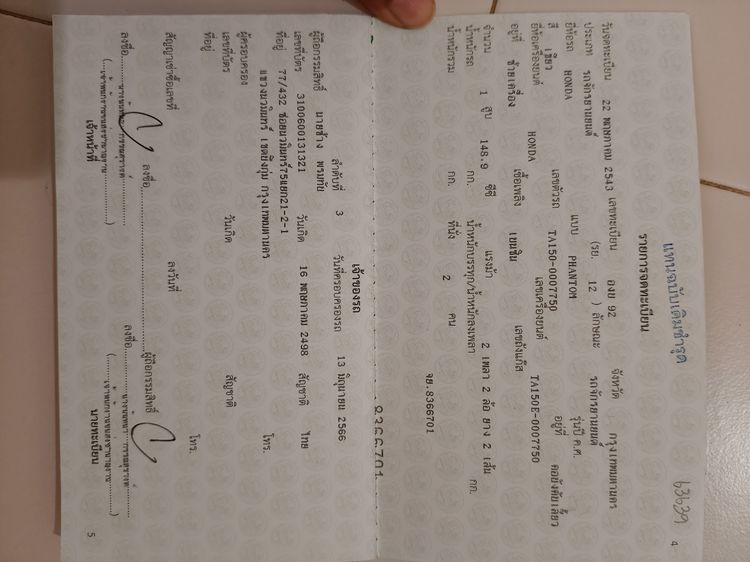 4
63639
แทนฉบับเดิมชำรุด
รายการจดทะเบียน
วันจดทะเบียน 22 พฤษภาคม 2543 เลขทะเบียน องย 92 จังหวัด กรุงเทพมหานคร
ประเภท รถจักรยานยนต์ (รย. 12 ) ลักษณะ รถจักรยานยนต์
ยี่ห้อรถ HONDA แบบ PHANTOM รุ่นปี ค.ศ.
สี เขียว เลขตัวรถ TA150-0007750 อยู่ที่ คอบังคับเลี้ยว
ยี่ห้อเครื่องยนต์ HONDA เลขเครื่องยนต์ TA150E-0007750
อยู่ที่ ซ้ายเครื่อง เชื้อเพลิง เบนซิน เลขถังแก๊ส
จำนวน 1 สูบ 148.9 ซีซี แรงม้า 2 เพลา 2 ล้อ ยาง 2 เส้น
น้ำหนักรถ กก. น้ำหนักบรรทุก/น้ำหนักลงเพลา กก.
น้ำหนักรวม กก. ที่นั่ง 2 คน
จย.8366701
8366701
เจ้าของรถ
ลำดับที่ 3 วันที่ครอบครองรถ 13 มิถุนายน 2566
ผู้ถือกรรมสิทธิ์ นายช้าง พรมทัย
เลขที่บัตร 3100600131321 วันเกิด 16 พฤษภาคม 2498 สัญชาติ ไทย
ที่อยู่ 77/432 ซอยนวมินทร์75แยก21-2-1 โทร.
แขวงนวมินทร์ เขตบึงกุ่ม กรุงเทพมหานคร
ผู้ครอบครอง
เลขที่บัตร วันเกิด สัญชาติ
ที่อยู่ โทร.
สัญญาเช่าซื้อเลขที่ ลงวันที่
ลงชื่อ ผู้ถือกรรมสิทธิ์
ลงชื่อ ลงชื่อ
เจ้าหน้าที่ นายทะเบียน
5